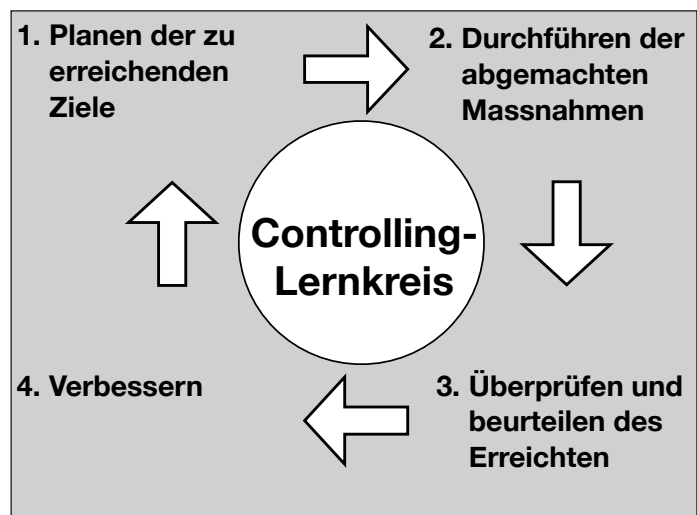 1. Planen der zu
erreichenden
Ziele
2. Durchführen der
abgemachten
Massnahmen
Controlling-
Lernkreis
3. Überprüfen und
beurteilen des
Erreichten
4. Verbessern